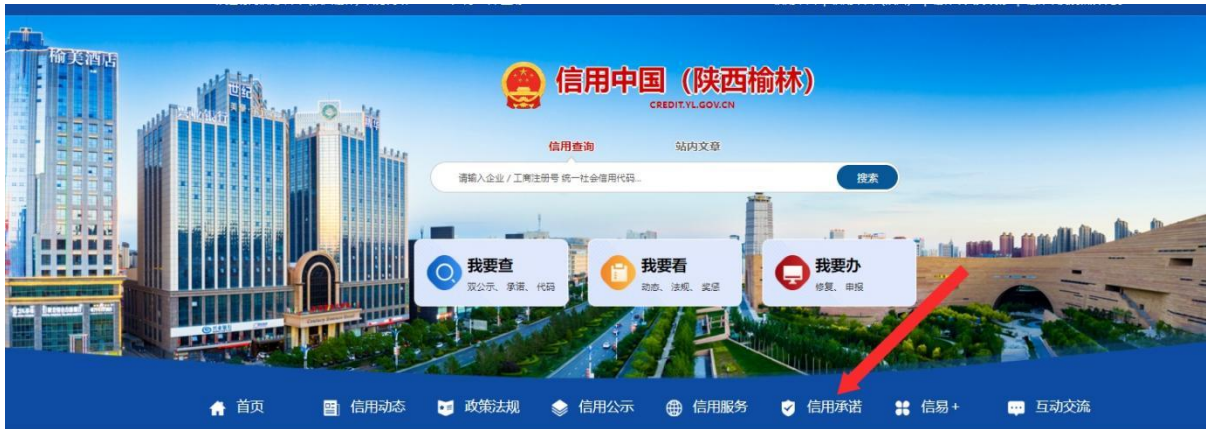 榆美酒店
世纪
信用中国（陕西榆林）
CREDIT.YL.GOV.CN
信用查询
站内文章
请输入企业 / 工商注册号 统一社会信用代码...
搜索
我要查
双公示、承诺、代码
我要看
动态、法规、奖惩
我要办
修复、申报
首页
信用动态
政策法规
信用公示
信用服务
信用承诺
信易+
互动交流